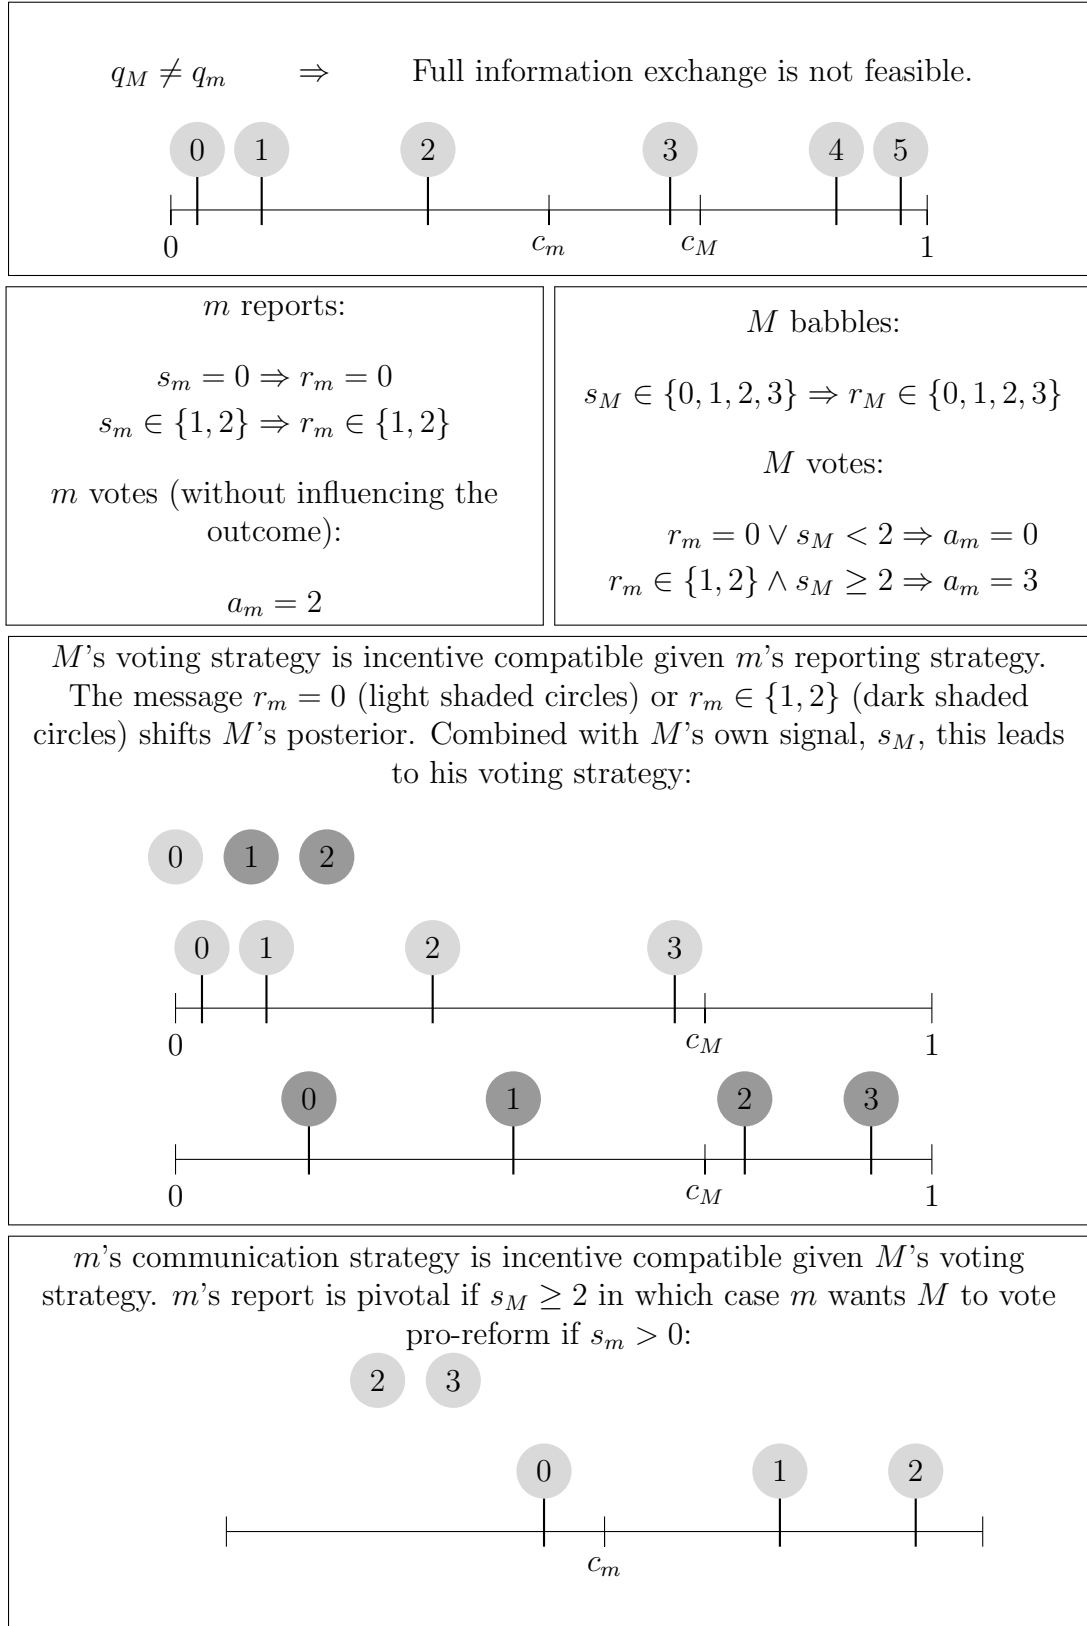 q_M ≠ q_m ⇒ Full information exchange is not feasible.
0 1 2 3 4 5
0 c_m c_M 1
m reports:
s_m = 0 ⇒ r_m = 0
s_m ∈ {1, 2} ⇒ r_m ∈ {1, 2}
m votes (without influencing the
outcome):
a_m = 2
M babbles:
s_M ∈ {0, 1, 2, 3} ⇒ r_M ∈ {0, 1, 2, 3}
M votes:
r_m = 0 ∨ s_M < 2 ⇒ a_m = 0
r_m ∈ {1, 2} ∧ s_M ≥ 2 ⇒ a_m = 3
M's voting strategy is incentive compatible given m's reporting strategy.
The message r_m = 0 (light shaded circles) or r_m ∈ {1, 2} (dark shaded
circles) shifts M's posterior. Combined with M's own signal, s_M, this leads
to his voting strategy:
0 1 2
0 1 2 3
0 c_M 1
0 1 2 3
0 c_M 1
m's communication strategy is incentive compatible given M's voting
strategy. m's report is pivotal if s_M ≥ 2 in which case m wants M to vote
pro-reform if s_m > 0:
2 3
0 1 2
c_m